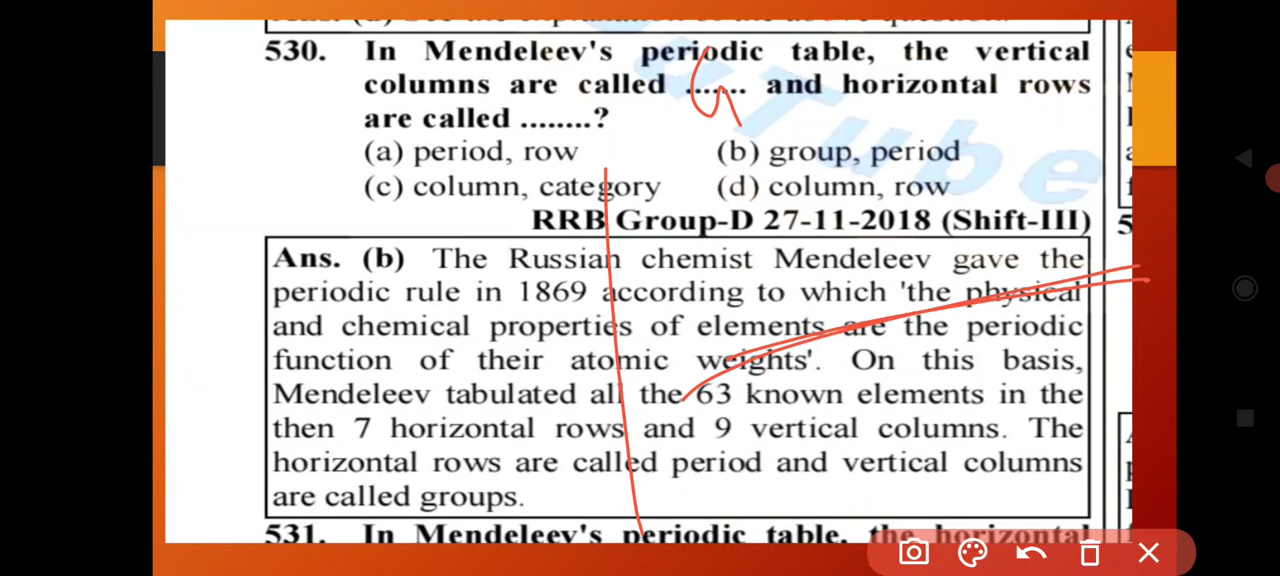 530. In Mendeleev's periodic table, the vertical
columns are called ....... and horizontal rows
are called ........?
(a) period, row (b) group, period
(c) column, category (d) column, row
RRB Group-D 27-11-2018 (Shift-III)
Ans. (b) The Russian chemist Mendeleev gave the
periodic rule in 1869 according to which 'the physical
and chemical properties of elements are the periodic
function of their atomic weights'. On this basis,
Mendeleev tabulated all the 63 known elements in the
then 7 horizontal rows and 9 vertical columns. The
horizontal rows are called period and vertical columns
are called groups.
531. In Mendeleev's periodic table, the horizontal